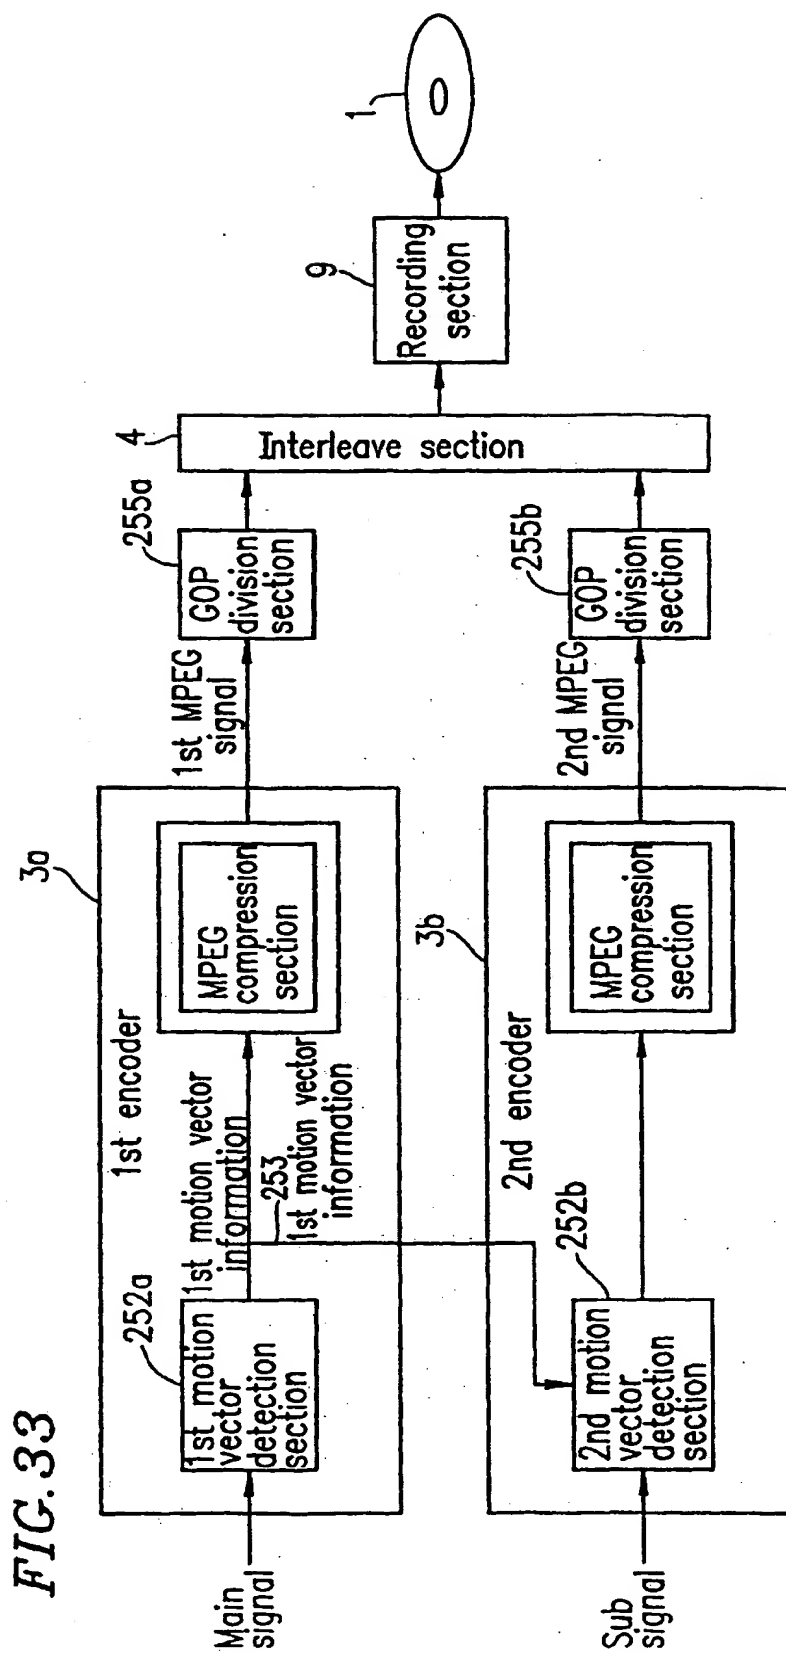 FIG. 33
Main
signal
252a
1st motion
vector
detection
section
1st motion vector
information
253
1st motion vector
information
1st encoder
3a
MPEG
compression
section
1st MPEG
signal
255a
GOP
division
section
Sub
signal
252b
2nd motion
vector
detection
section
2nd encoder
3b
MPEG
compression
section
2nd MPEG
signal
255b
GOP
division
section
4
Interleave section
9
Recording
section
1